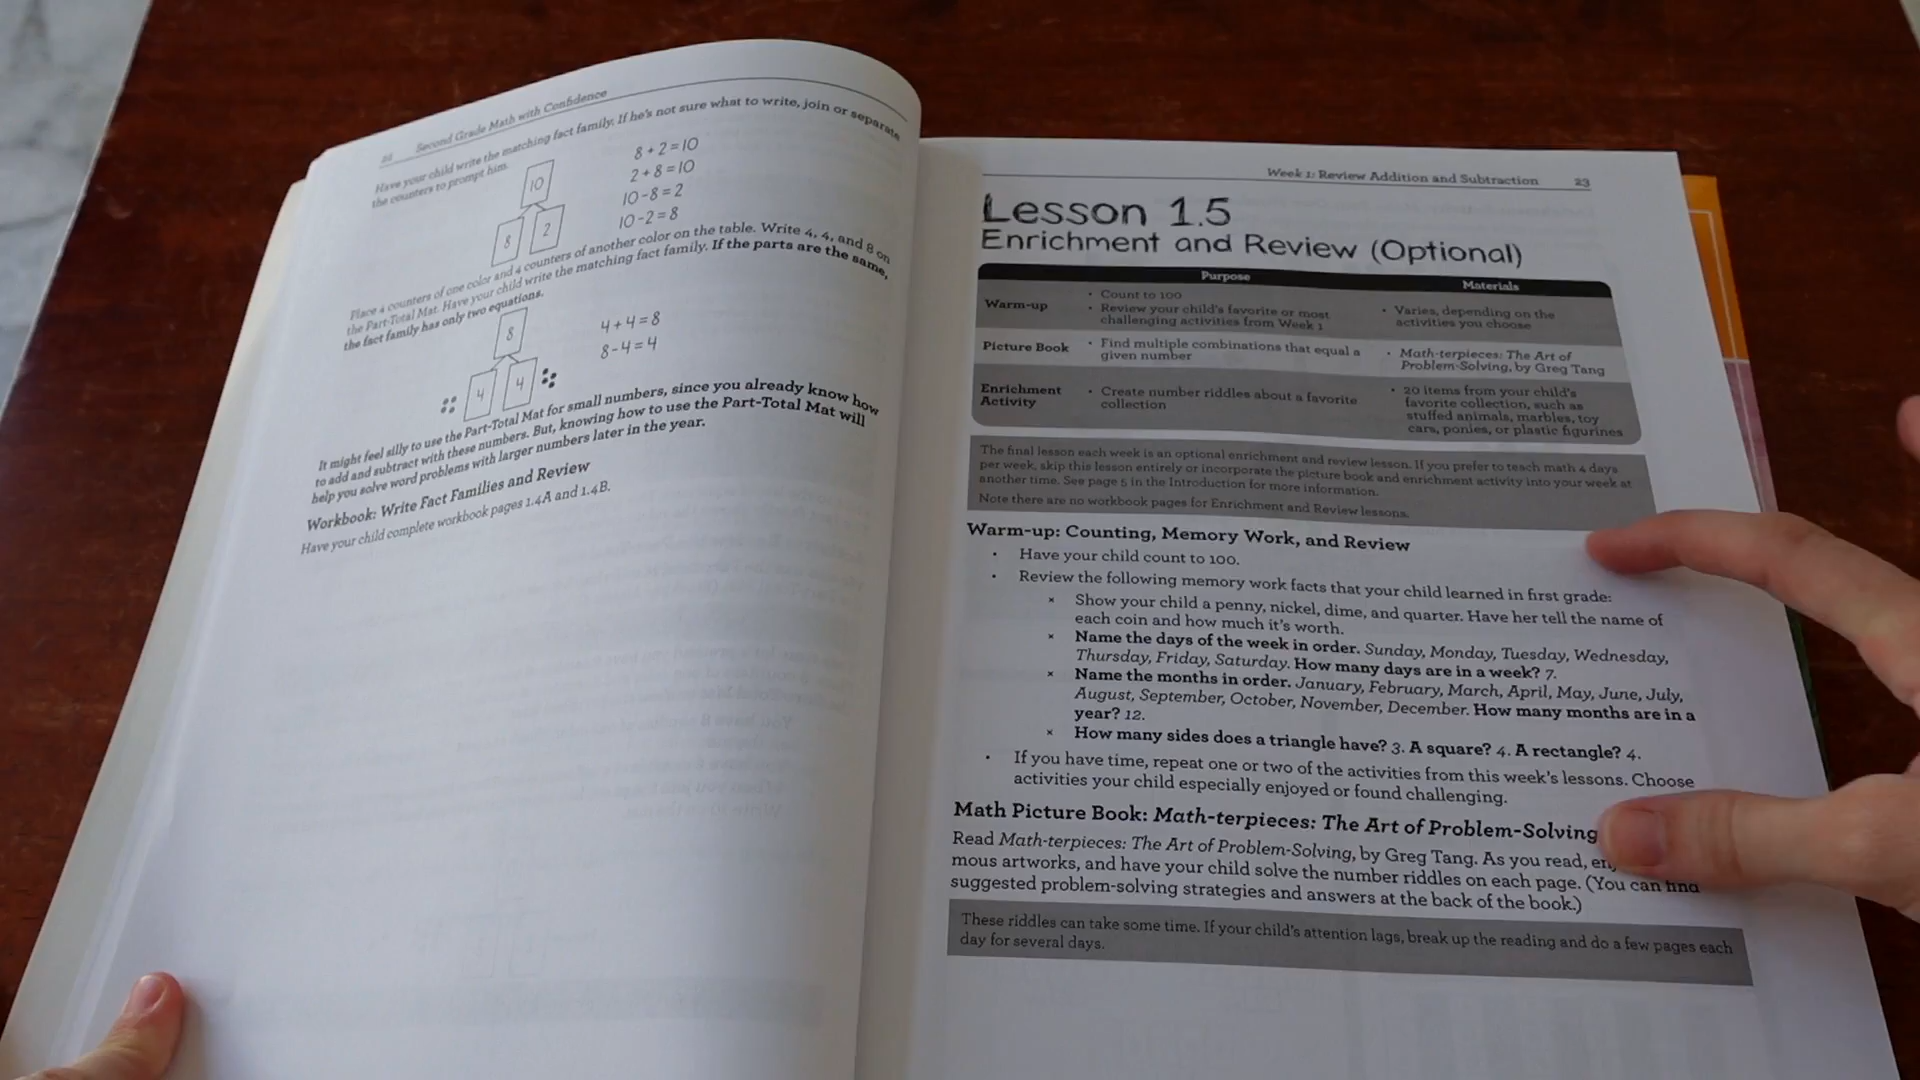 22 Second Grade Math with Confidence
Have your child write the matching fact family. If he's not sure what to write, join or separate
the counters to prompt him.
10
8 2
8 + 2 = 10
2 + 8 = 10
10 - 8 = 2
10 - 2 = 8
Place 4 counters of one color and 4 counters of another color on the table. Write 4, 4, and 8 on
the Part-Total Mat. Have your child write the matching fact family. If the parts are the same,
the fact family has only two equations.
8
4 4
4 + 4 = 8
8 - 4 = 4
It might feel silly to use the Part-Total Mat for small numbers, since you already know how
to add and subtract with these numbers. But, knowing how to use the Part-Total Mat will
help you solve word problems with larger numbers later in the year.
Workbook: Write Fact Families and Review
Have your child complete workbook pages 1.4A and 1.4B.
Week 1: Review Addition and Subtraction 23
Lesson 1.5
Enrichment and Review (Optional)
Purpose Materials
Warm-up
• Count to 100
• Review your child's favorite or most
challenging activities from Week 1
• Varies, depending on the
activities you choose
Picture Book
• Find multiple combinations that equal a
given number
• Math-terpieces: The Art of
Problem-Solving, by Greg Tang
Enrichment
Activity
• Create number riddles about a favorite
collection
• 20 items from your child's
favorite collection, such as
stuffed animals, marbles, toy
cars, ponies, or plastic figurines
The final lesson each week is an optional enrichment and review lesson. If you prefer to teach math 4 days
per week, skip this lesson entirely or incorporate the picture book and enrichment activity into your week at
another time. See page 5 in the Introduction for more information.
Note there are no workbook pages for Enrichment and Review lessons.
Warm-up: Counting, Memory Work, and Review
• Have your child count to 100.
• Review the following memory work facts that your child learned in first grade:
× Show your child a penny, nickel, dime, and quarter. Have her tell the name of
each coin and how much it's worth.
× Name the days of the week in order. Sunday, Monday, Tuesday, Wednesday,
Thursday, Friday, Saturday. How many days are in a week? 7.
× Name the months in order. January, February, March, April, May, June, July,
August, September, October, November, December. How many months are in a
year? 12.
× How many sides does a triangle have? 3. A square? 4. A rectangle? 4.
• If you have time, repeat one or two of the activities from this week's lessons. Choose
activities your child especially enjoyed or found challenging.
Math Picture Book: Math-terpieces: The Art of Problem-Solving
Read Math-terpieces: The Art of Problem-Solving, by Greg Tang. As you read,
mous artworks, and have your child solve the number riddles on each page. (You can find
suggested problem-solving strategies and answers at the back of the book.)
These riddles can take some time. If your child's attention lags, break up the reading and do a few pages each
day for several days.